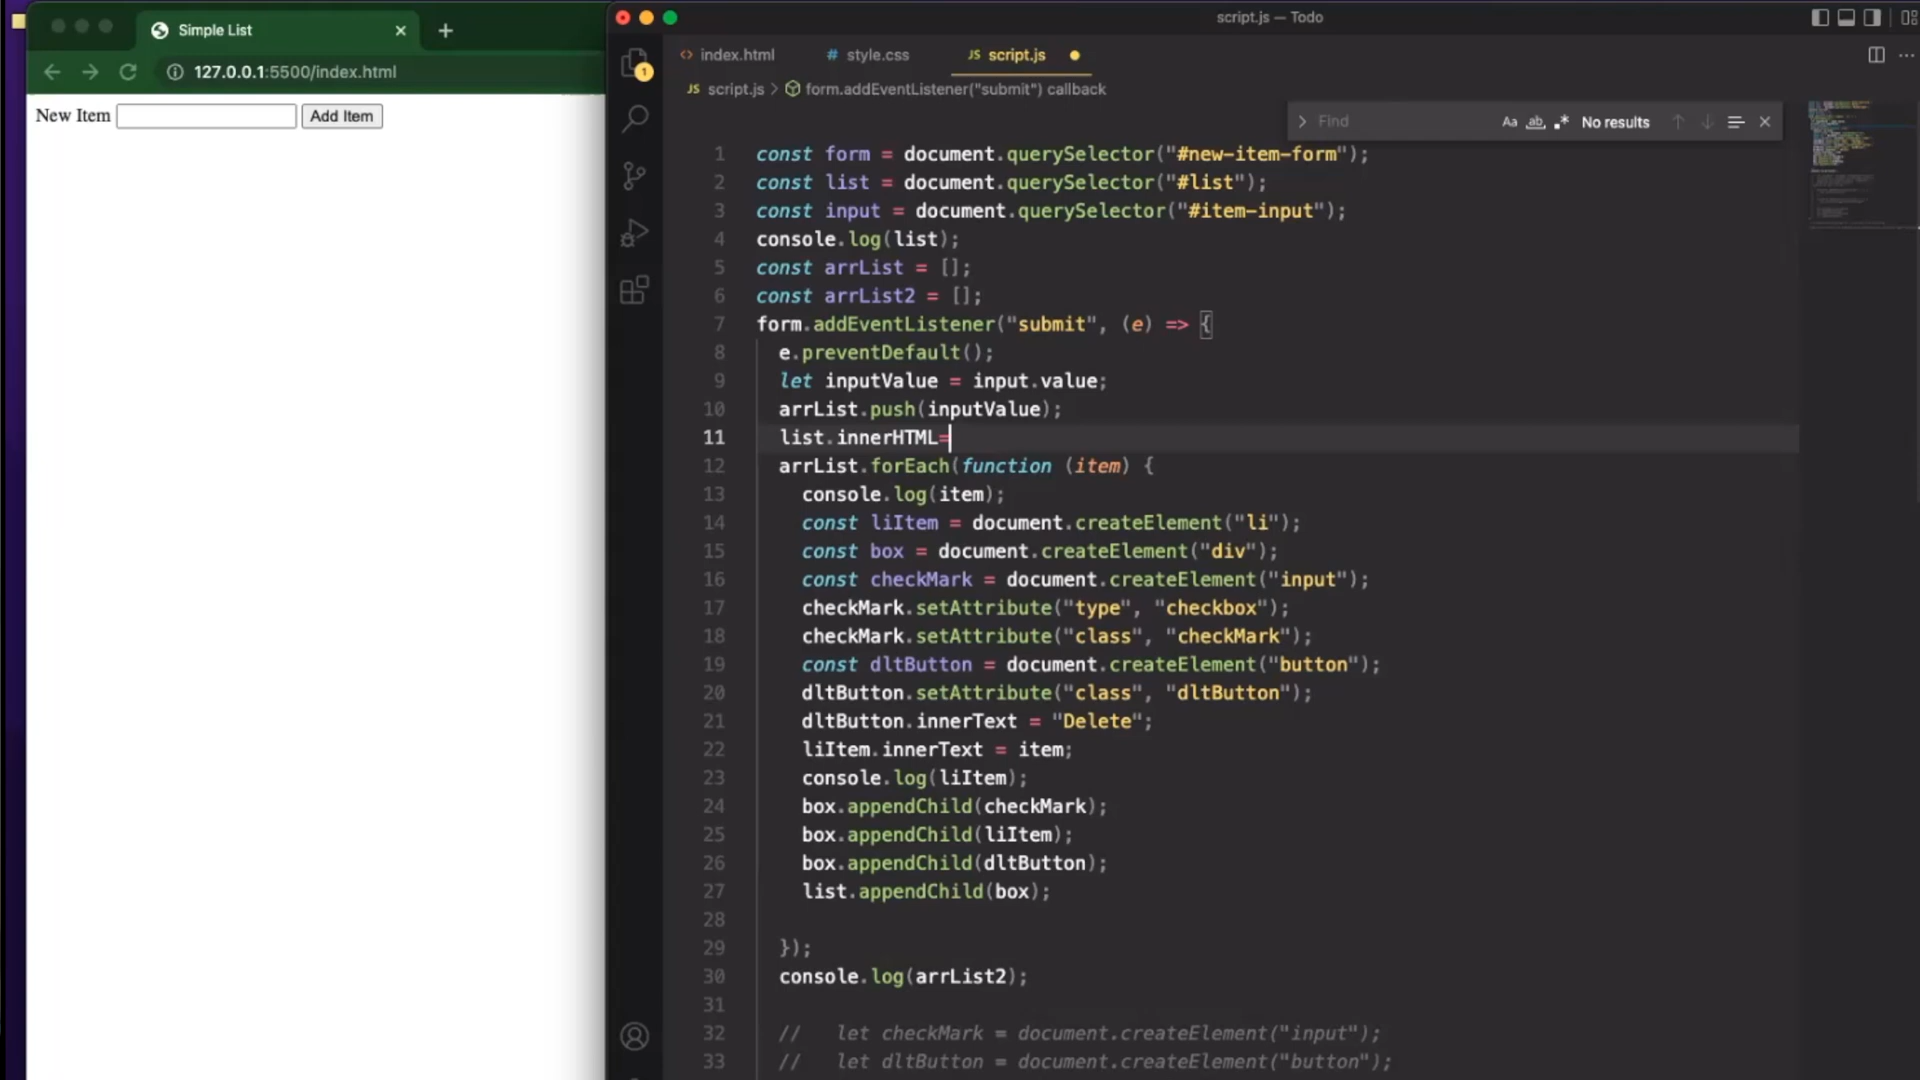 Simple List
127.0.0.1:5500/index.html
New Item
Add Item
script.js — Todo
1
index.html
style.css
JS script.js
JS script.js > form.addEventListener("submit") callback
Find
Aa ab No results
1 const form = document.querySelector("#new-item-form");
2 const list = document.querySelector("#list");
3 const input = document.querySelector("#item-input");
4 console.log(list);
5 const arrList = [];
6 const arrList2 = [];
7 form.addEventListener("submit", (e) => {
8 e.preventDefault();
9 let inputValue = input.value;
10 arrList.push(inputValue);
11 list.innerHTML=
12 arrList.forEach(function (item) {
13 console.log(item);
14 const liItem = document.createElement("li");
15 const box = document.createElement("div");
16 const checkMark = document.createElement("input");
17 checkMark.setAttribute("type", "checkbox");
18 checkMark.setAttribute("class", "checkMark");
19 const dltButton = document.createElement("button");
20 dltButton.setAttribute("class", "dltButton");
21 dltButton.innerText = "Delete";
22 liItem.innerText = item;
23 console.log(liItem);
24 box.appendChild(checkMark);
25 box.appendChild(liItem);
26 box.appendChild(dltButton);
27 list.appendChild(box);
28
29 });
30 console.log(arrList2);
31
32 // let checkMark = document.createElement("input");
33 // let dltButton = document.createElement("button");